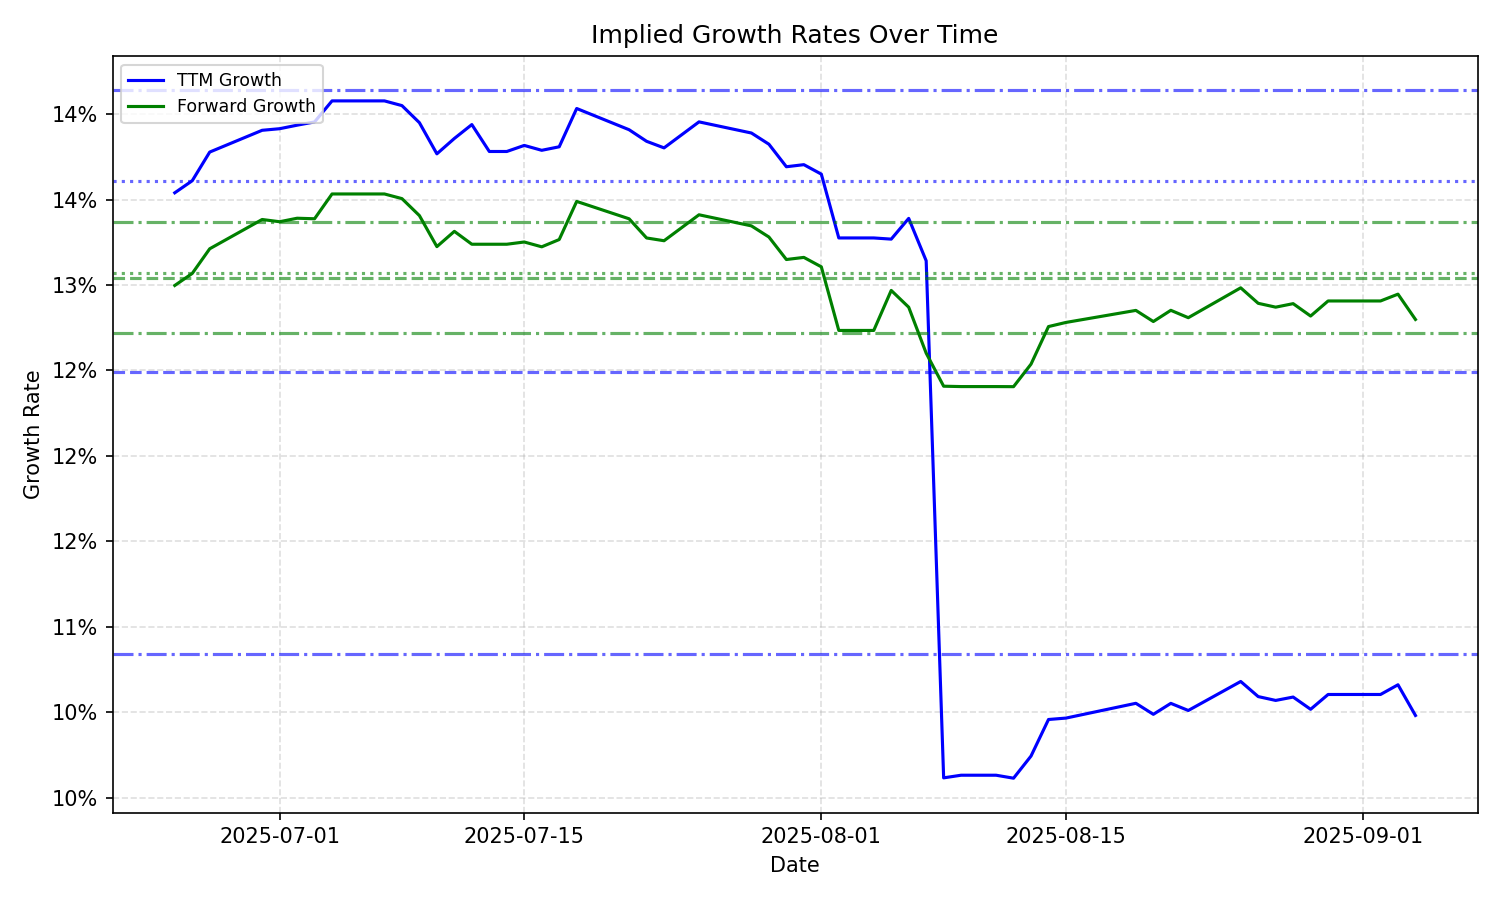 Implied Growth Rates Over Time
TTM Growth
Forward Growth
14%
14%
13%
12%
12%
12%
11%
10%
10%
Growth Rate
2025-07-01
2025-07-15
2025-08-01
2025-08-15
2025-09-01
Date